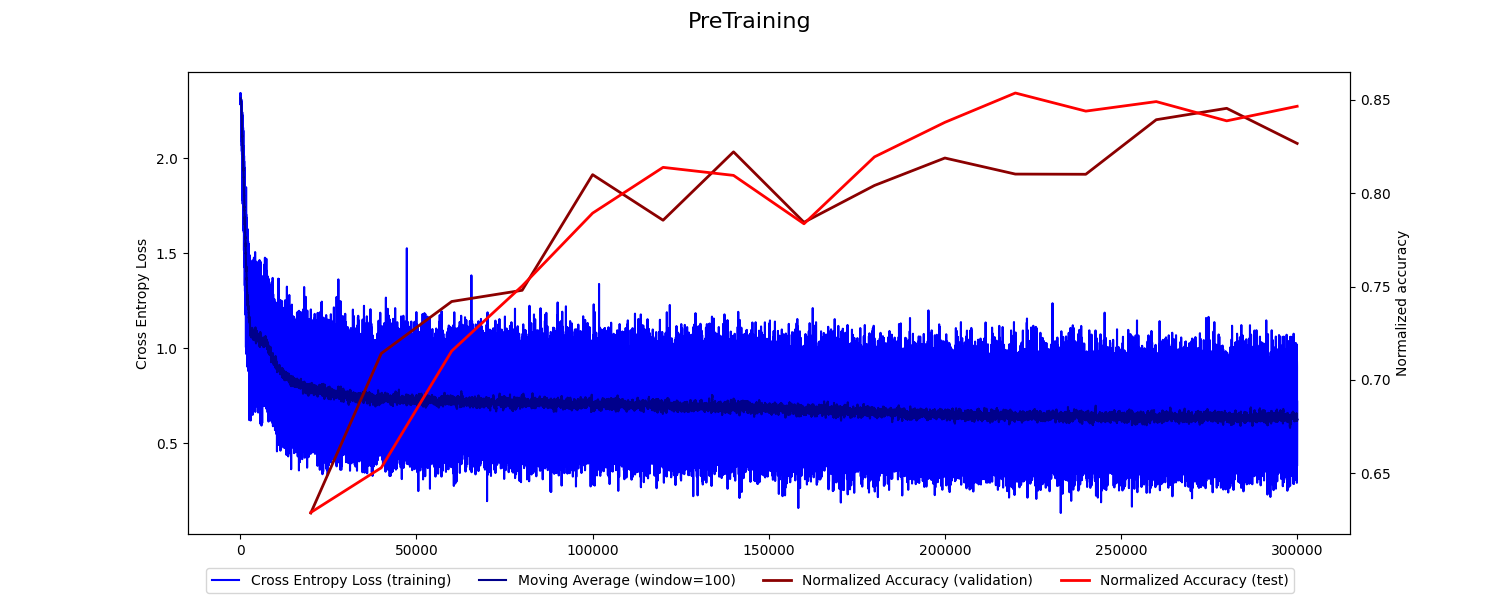 PreTraining
Cross Entropy Loss
2.0
1.5
1.0
0.5
0.85
0.80
0.75
0.70
0.65
Normalized accuracy
0 50000 100000 150000 200000 250000 300000
Cross Entropy Loss (training) Moving Average (window=100) Normalized Accuracy (validation) Normalized Accuracy (test)